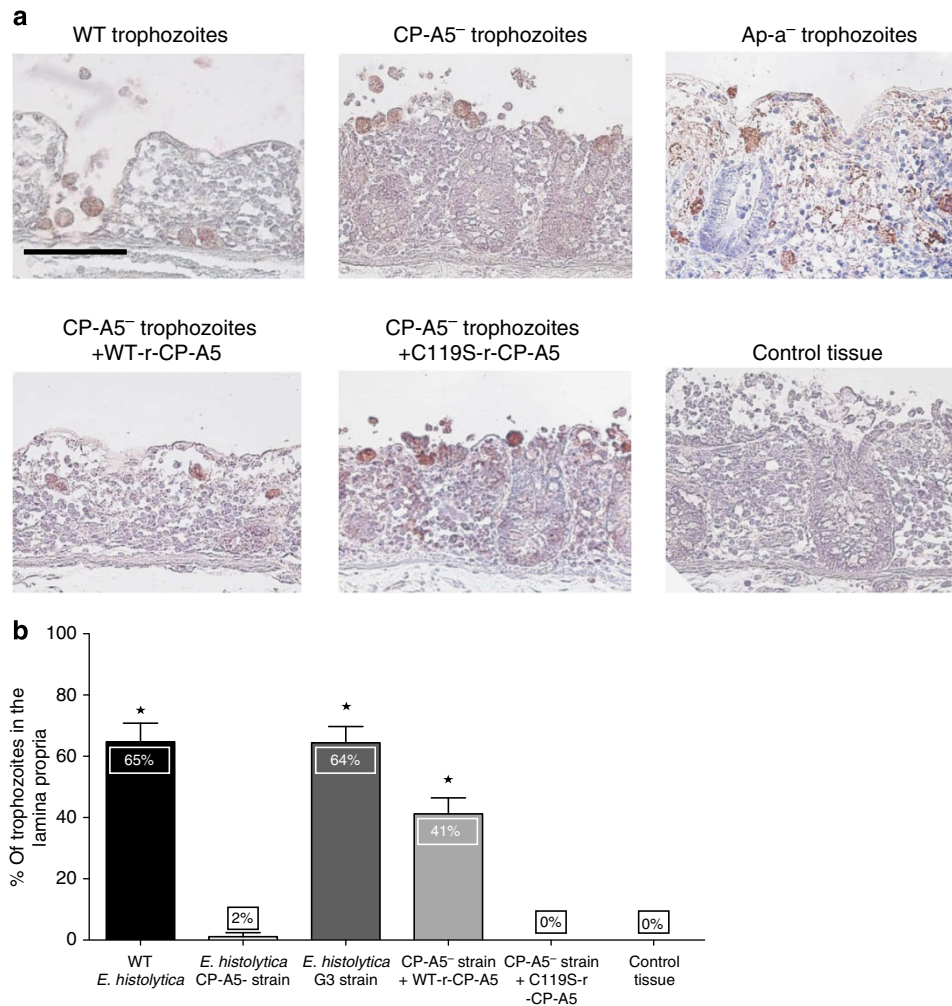 a
WT trophozoites
CP-A5⁻ trophozoites
Ap-a⁻ trophozoites
CP-A5⁻ trophozoites
+WT-r-CP-A5
CP-A5⁻ trophozoites
+C119S-r-CP-A5
Control tissue
b
% Of trophozoites in the
lamina propria
100
80
60
40
20
0
65%
2%
64%
41%
0%
0%
WT
E. histolytica
E. histolytica
CP-A5- strain
E. histolytica
G3 strain
CP-A5⁻ strain
+ WT-r-CP-A5
CP-A5⁻ strain
+ C119S-r
-CP-A5
Control
tissue